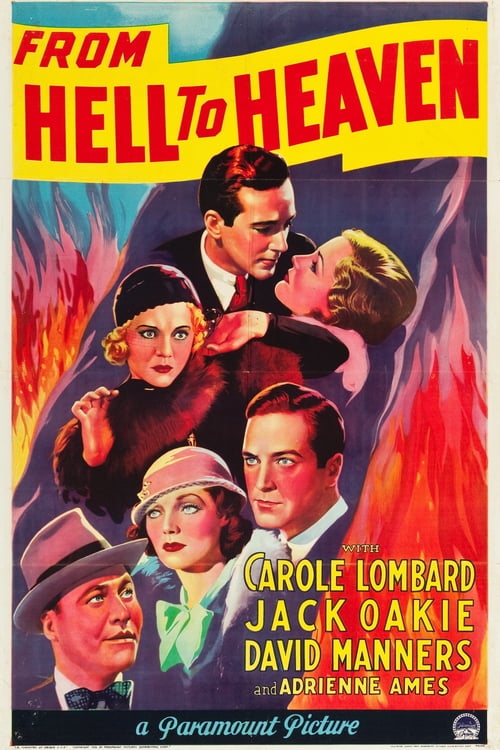 FROM
HELL TO HEAVEN
WITH
CAROLE LOMBARD
JACK OAKIE
DAVID MANNERS
and ADRIENNE AMES
a Paramount Picture